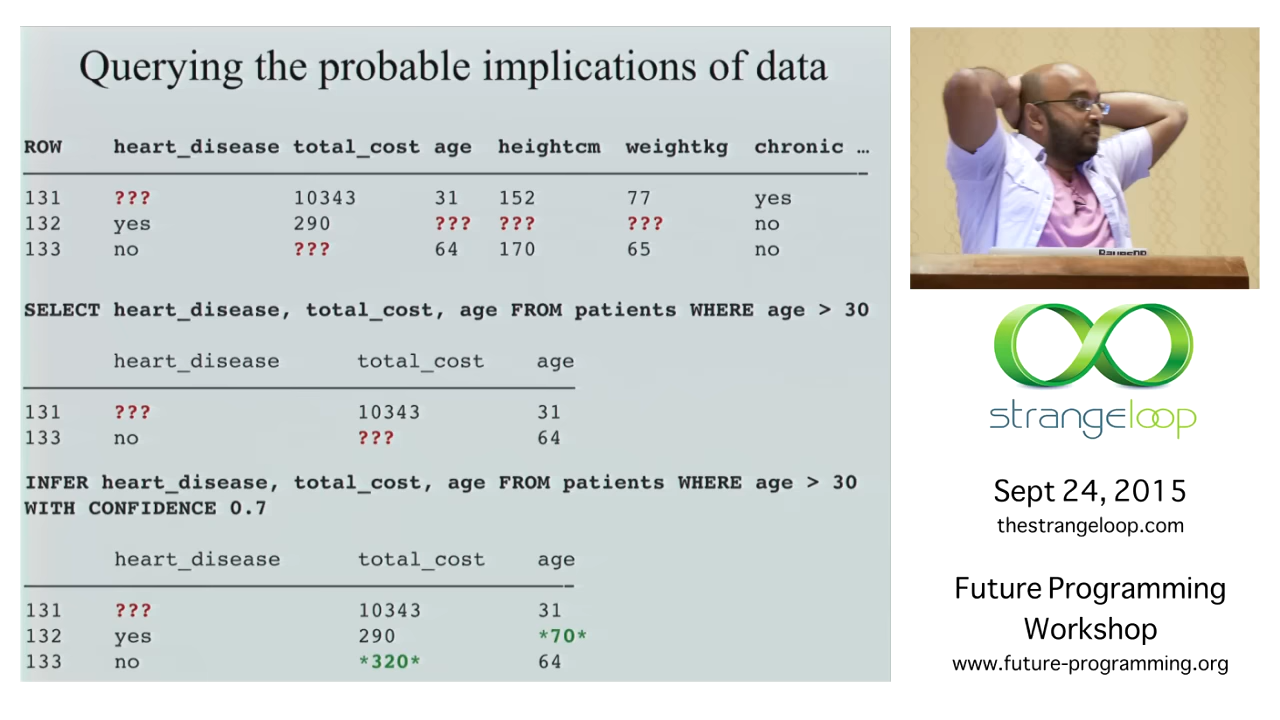 Querying the probable implications of data
ROW heart_disease total_cost age heightcm weightkg chronic …
131 ??? 10343 31 152 77 yes
132 yes 290 ??? ??? ??? no
133 no ??? 64 170 65 no
SELECT heart_disease, total_cost, age FROM patients WHERE age > 30
heart_disease total_cost age
131 ??? 10343 31
133 no ??? 64
INFER heart_disease, total_cost, age FROM patients WHERE age > 30
WITH CONFIDENCE 0.7
heart_disease total_cost age
131 ??? 10343 31
132 yes 290 *70*
133 no *320* 64
strangeloop
Sept 24, 2015
thestrangeloop.com
Future Programming
Workshop
www.future-programming.org